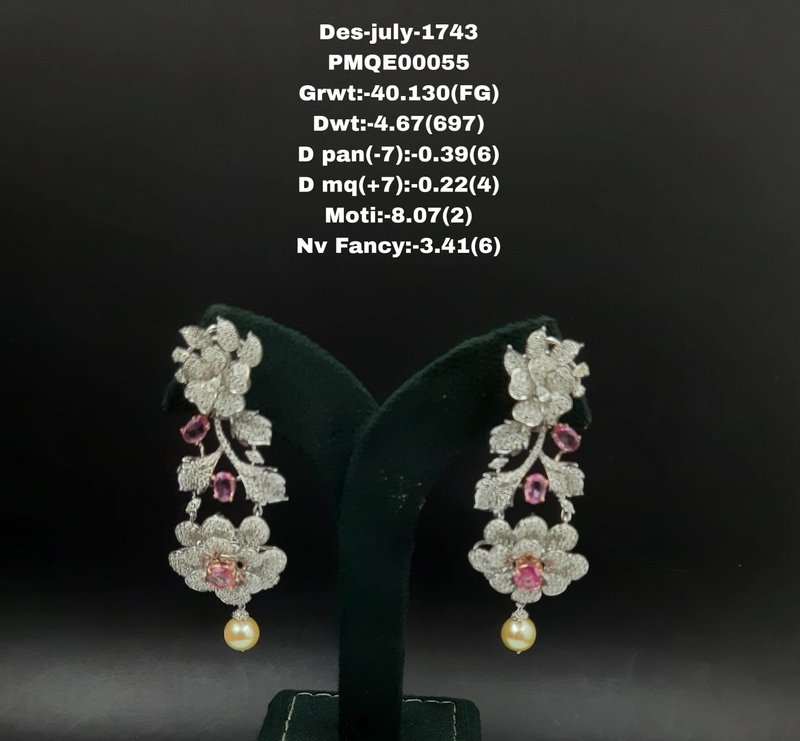 Des-july-1743
PMQE00055
Grwt:-40.130(FG)
Dwt:-4.67(697)
D pan(-7):-0.39(6)
D mq(+7):-0.22(4)
Moti:-8.07(2)
Nv Fancy:-3.41(6)